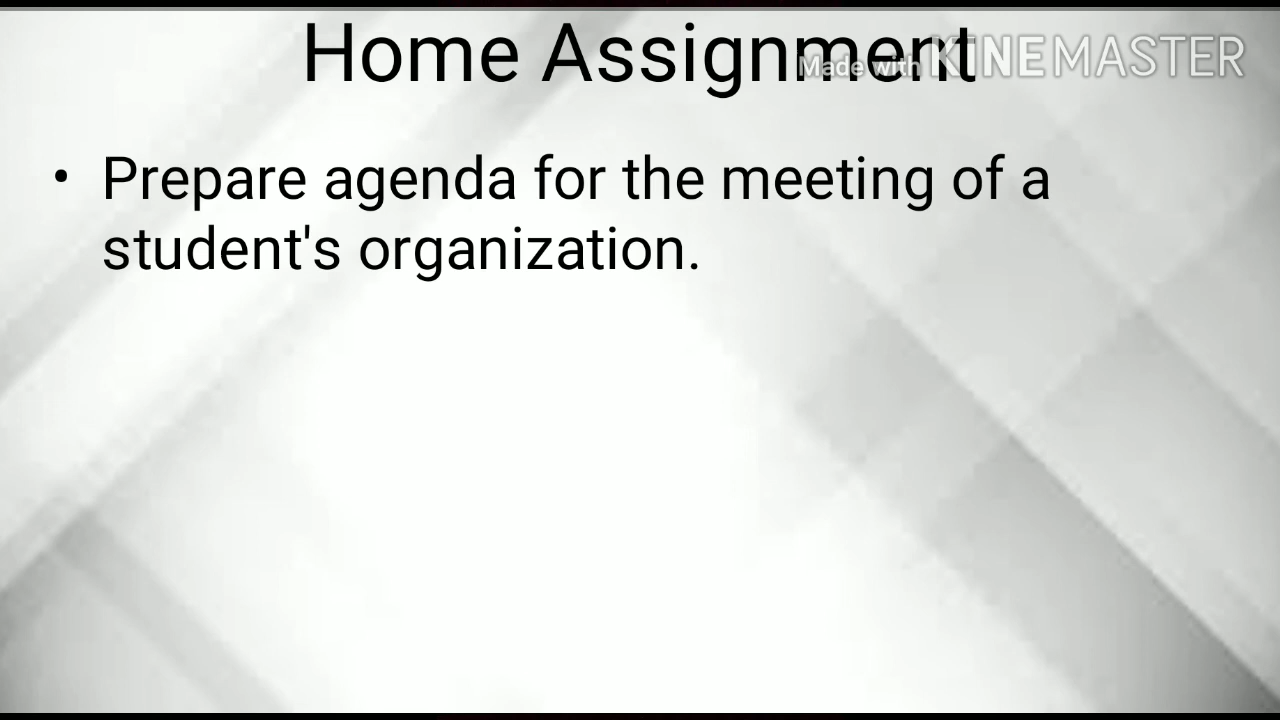 Home Assignment
Made with KINEMASTER
• Prepare agenda for the meeting of a
student's organization.